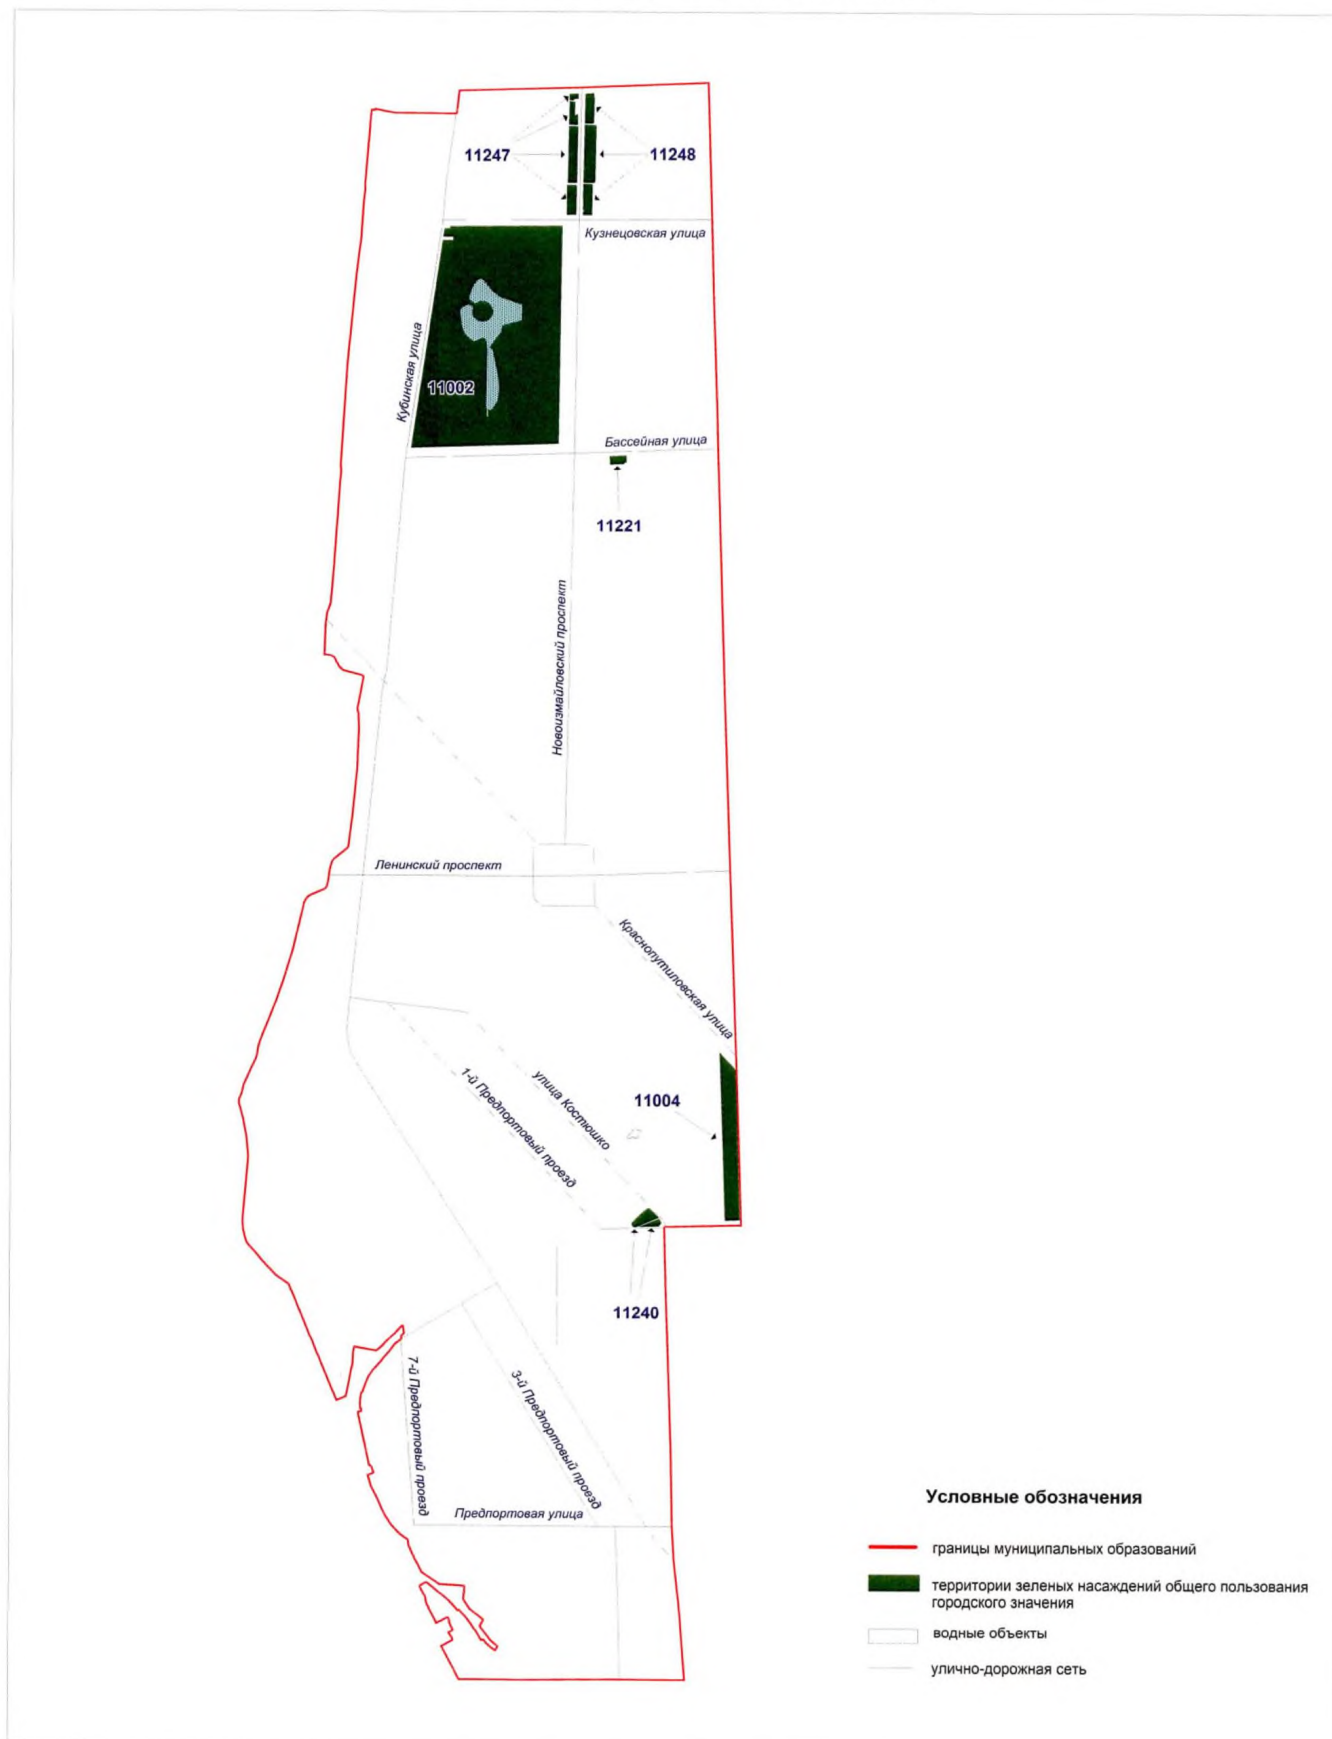 11247
11248
Кузнецовская улица
Кубинская улица
11002
Бассейная улица
11221
Новоизмайловский проспект
Ленинский проспект
Краснопутиловская улица
улица Костюшко
1-й Предпортовый проезд
11004
11240
7-й Предпортовый проезд
3-й Предпортовый проезд
Предпортовая улица
Условные обозначения
границы муниципальных образований
территории зеленых насаждений общего пользования
городского значения
водные объекты
улично-дорожная сеть